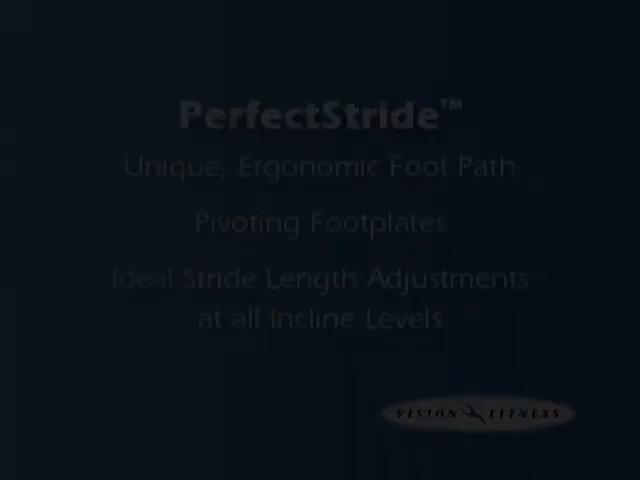 PerfectStride™
Unique, Ergonomic Foot Path
Pivoting Footplates
Ideal Stride Length Adjustments
at all Incline Levels
VISION FITNESS